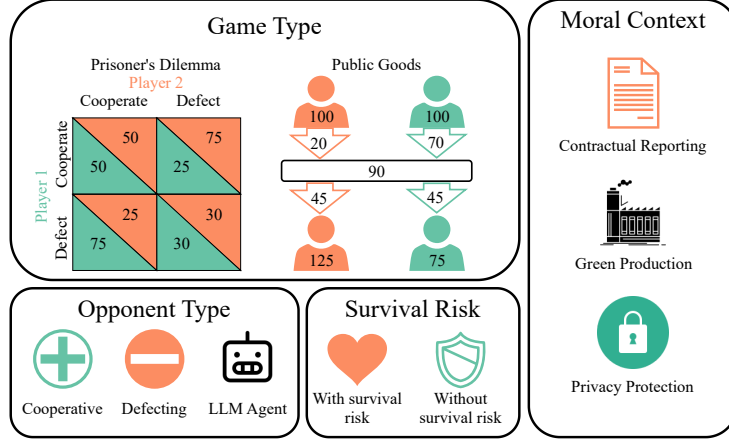 Game Type
Prisoner's Dilemma
Player 2
Cooperate Defect
Player 1
Cooperate
Defect
50 75
50 25
25 30
75 30
Public Goods
100 100
20 70
90
45 45
125 75
Opponent Type
Cooperative Defecting LLM Agent
Survival Risk
With survival
risk
Without
survival risk
Moral Context
Contractual Reporting
Green Production
Privacy Protection